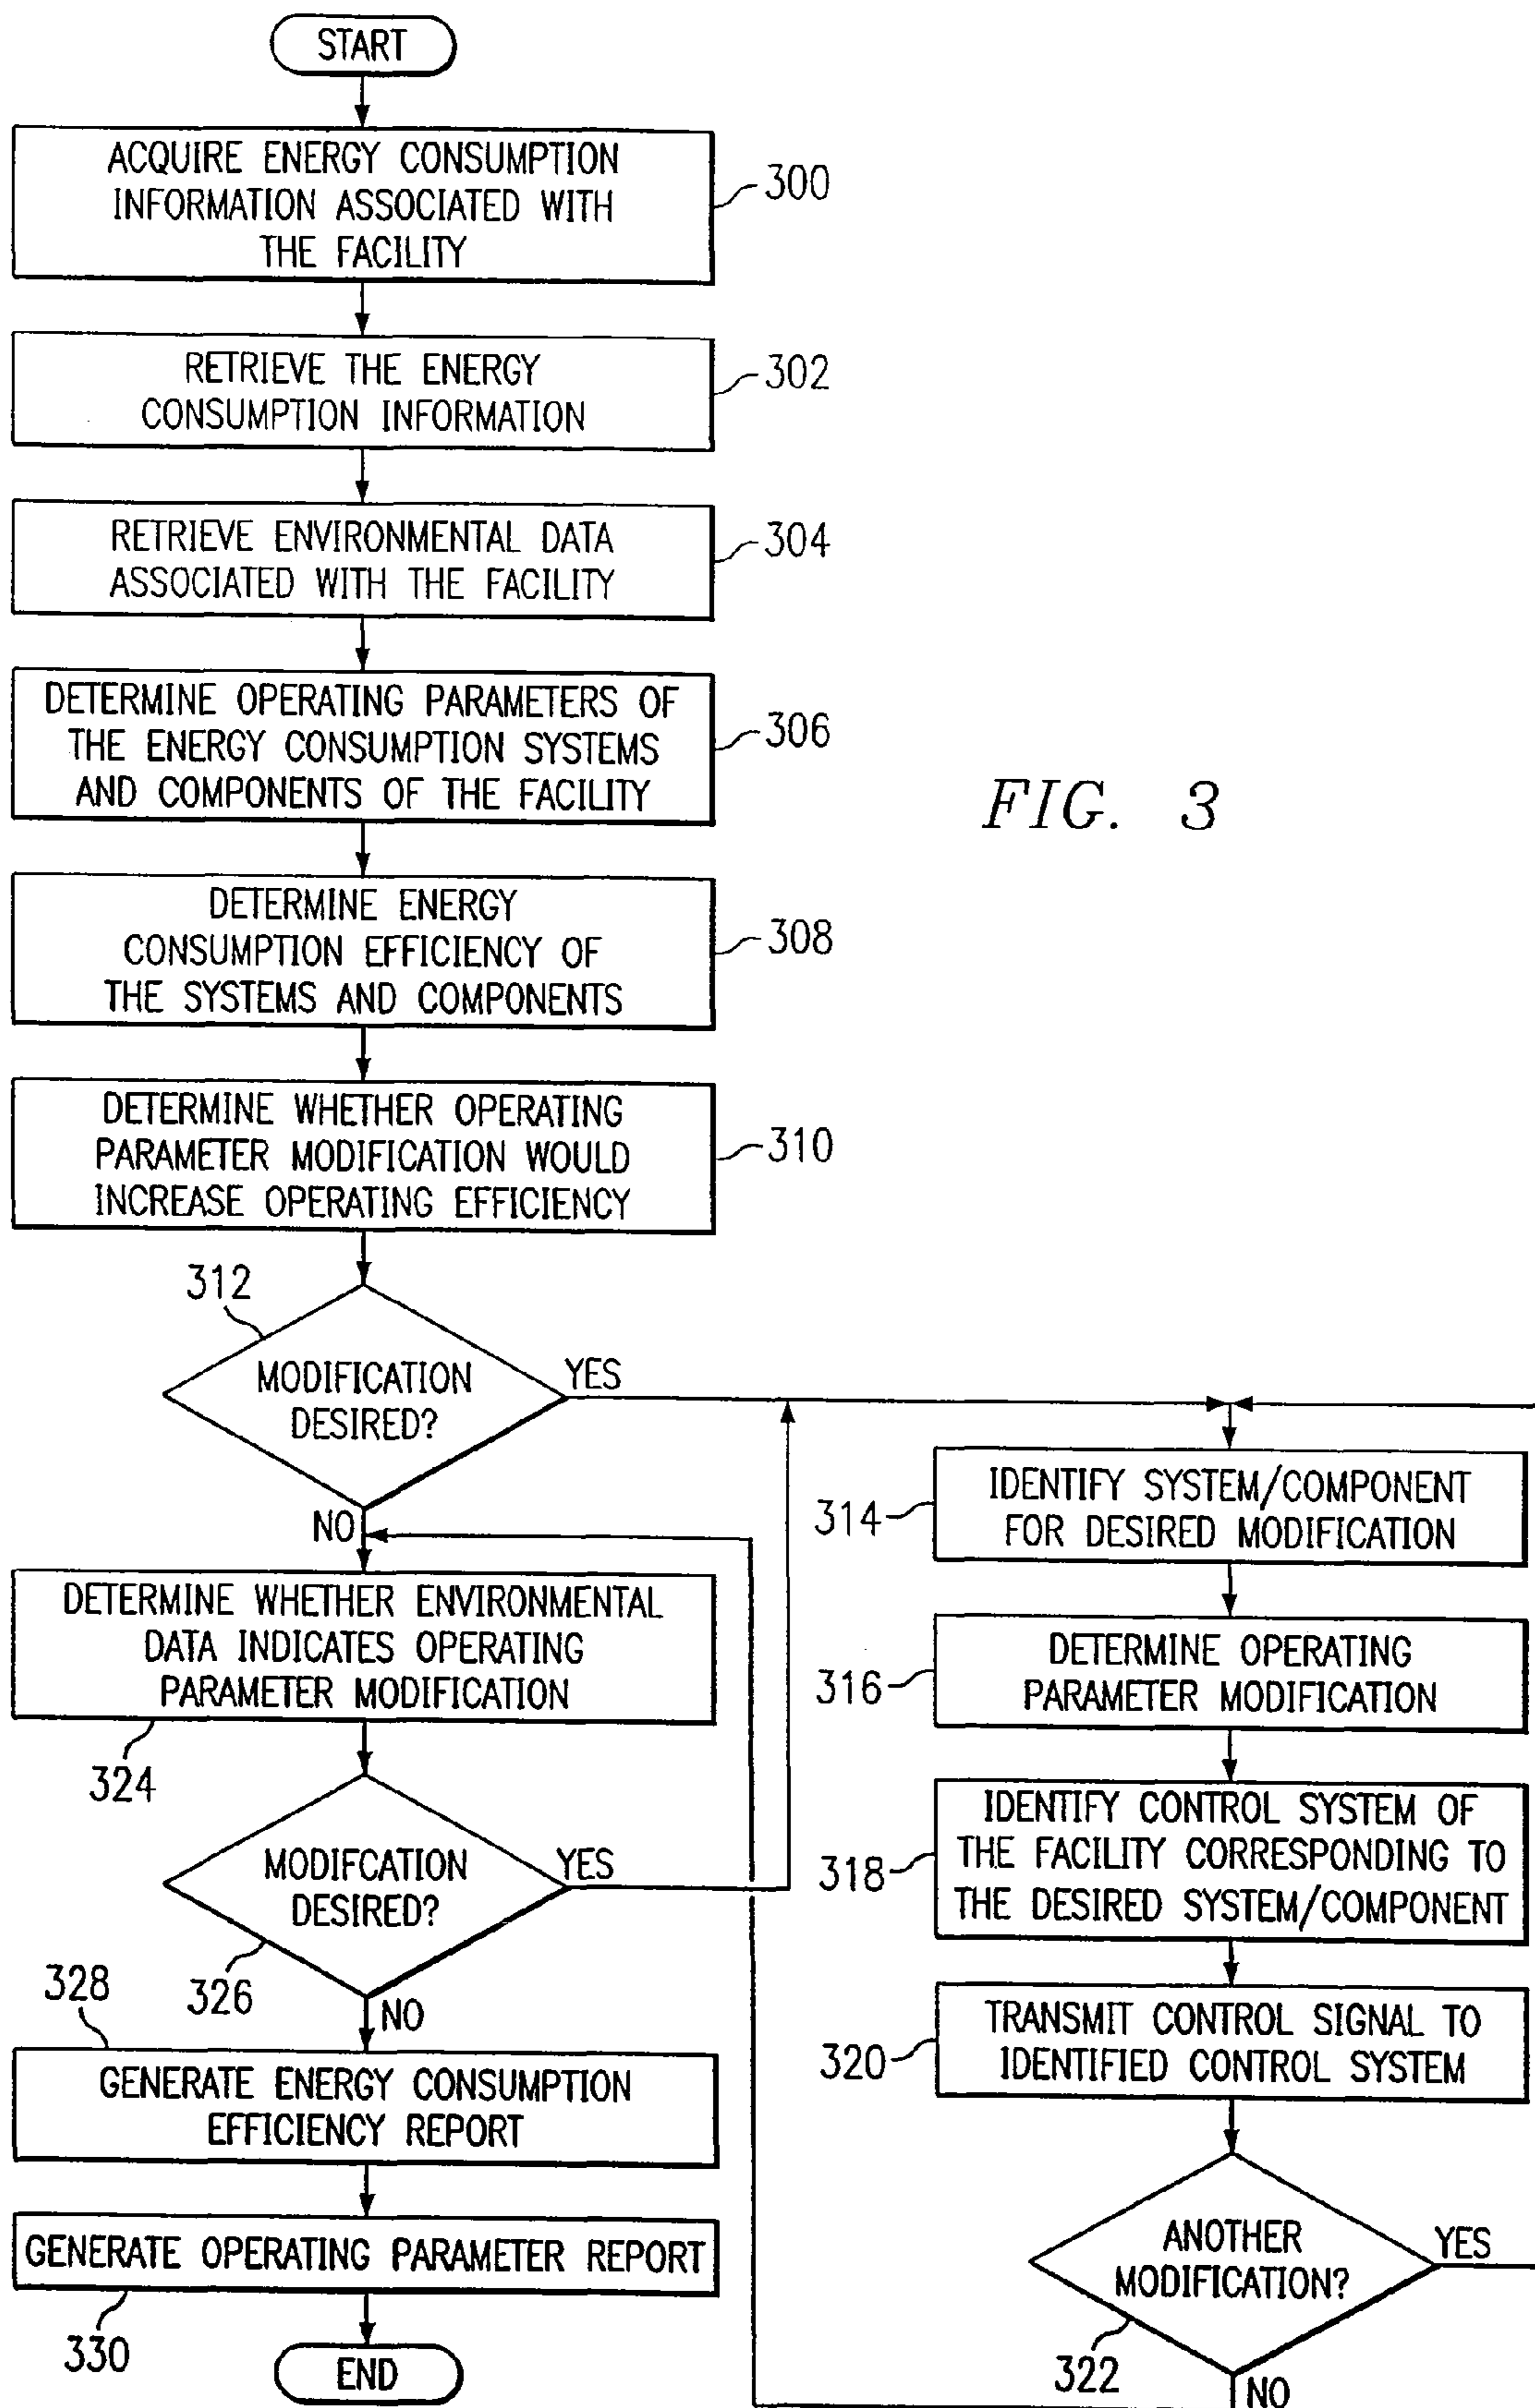 START
ACQUIRE ENERGY CONSUMPTION
INFORMATION ASSOCIATED WITH
THE FACILITY
300
RETRIEVE THE ENERGY
CONSUMPTION INFORMATION
302
RETRIEVE ENVIRONMENTAL DATA
ASSOCIATED WITH THE FACILITY
304
DETERMINE OPERATING PARAMETERS OF
THE ENERGY CONSUMPTION SYSTEMS
AND COMPONENTS OF THE FACILITY
306
FIG. 3
DETERMINE ENERGY
CONSUMPTION EFFICIENCY OF
THE SYSTEMS AND COMPONENTS
308
DETERMINE WHETHER OPERATING
PARAMETER MODIFICATION WOULD
INCREASE OPERATING EFFICIENCY
310
312
MODIFICATION
DESIRED?
YES
NO
DETERMINE WHETHER ENVIRONMENTAL
DATA INDICATES OPERATING
PARAMETER MODIFICATION
324
MODIFCATION
DESIRED?
YES
326
NO
328
GENERATE ENERGY CONSUMPTION
EFFICIENCY REPORT
GENERATE OPERATING PARAMETER REPORT
330
END
314
IDENTIFY SYSTEM/COMPONENT
FOR DESIRED MODIFICATION
316
DETERMINE OPERATING
PARAMETER MODIFICATION
318
IDENTIFY CONTROL SYSTEM OF
THE FACILITY CORRESPONDING TO
THE DESIRED SYSTEM/COMPONENT
320
TRANSMIT CONTROL SIGNAL TO
IDENTIFIED CONTROL SYSTEM
ANOTHER
MODIFICATION?
YES
322
NO